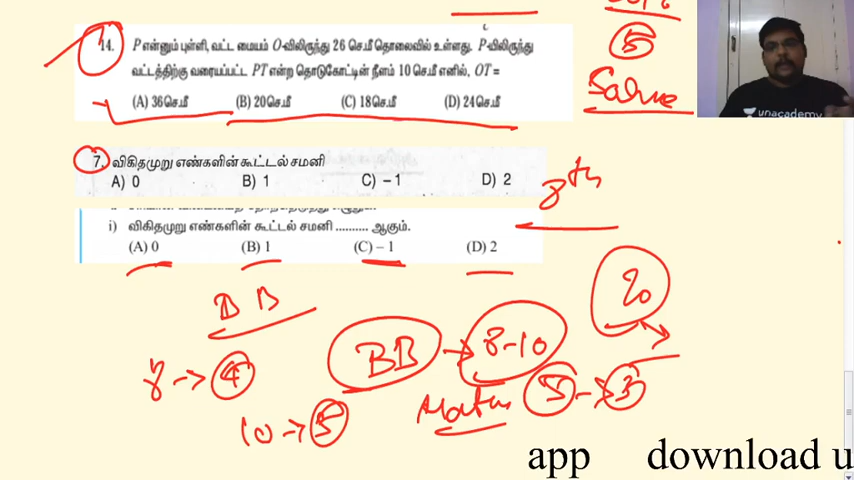 5
Solve
14. P என்னும் புள்ளி, வட்ட மையம் O-விலிருந்து 26 செ.மீ தொலைவில் உள்ளது. P-விலிருந்து
வட்டத்திற்கு வரையப்பட்ட PT என்ற தொடுகோட்டின் நீளம் 10 செ.மீ எனில், OT =
(A) 36செ.மீ (B) 20செ.மீ (C) 18செ.மீ (D) 24செ.மீ
unacademy
7. விகிதமுறு எண்களின் கூட்டல் சமனி
A) 0 B) 1 C) – 1 D) 2
8th
i) விகிதமுறு எண்களின் கூட்டல் சமனி .......... ஆகும்.
(A) 0 (B) 1 (C) – 1 (D) 2
B B
20
BB → 8-10
8 → 4
Maths 5 → 3
10 → 5
app download u